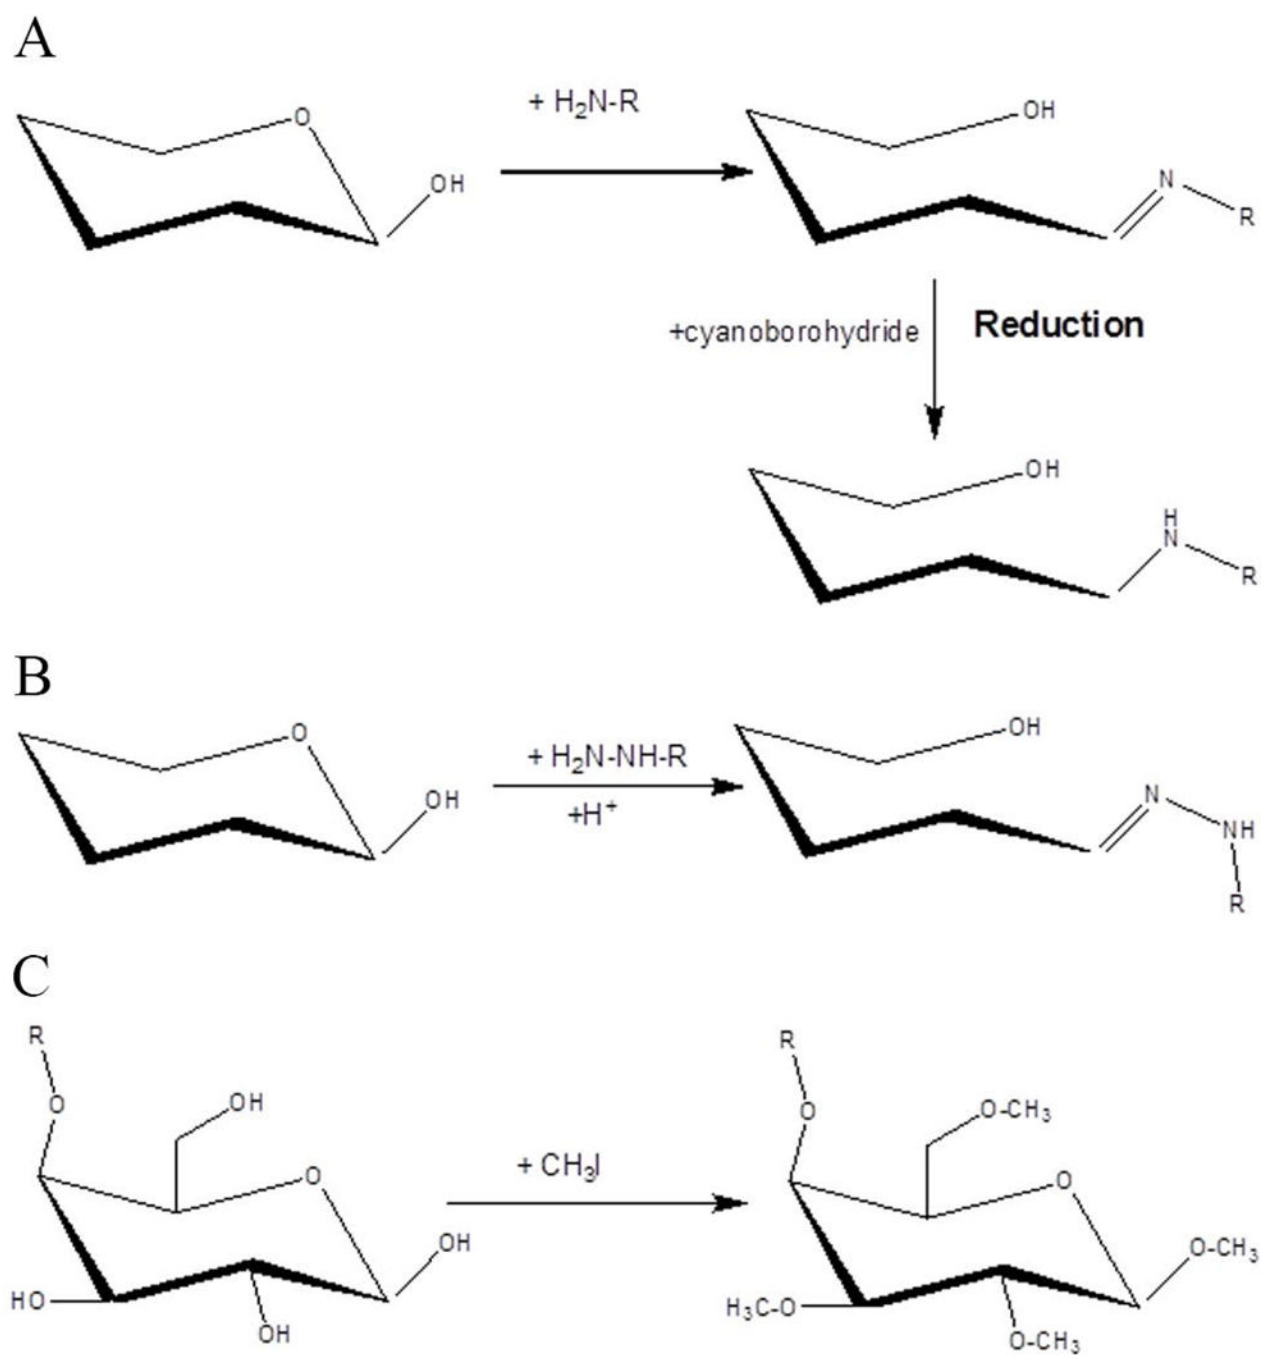 A
O
+ H₂N-R
OH
OH
N
R
+cyanoborohydride
Reduction
OH
H
N
R
B
O
+ H₂N-NH-R
OH
OH
+H⁺
N
NH
R
C
R
R
O
OH
O
O-CH₃
O
+ CH₃I
O
OH
O-CH₃
HO
H₃C-O
OH
O-CH₃